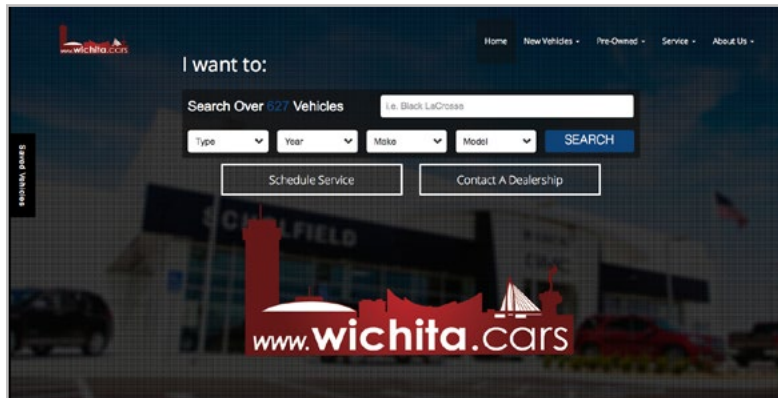 www.wichita.cars
Home
New Vehicles
Pre-Owned
Service
About Us
I want to:
Search Over 627 Vehicles
i.e. Black LaCrosse
Type
Year
Make
Model
SEARCH
Saved Vehicles
Schedule Service
Contact A Dealership
SCHOLFIELD
www.wichita.cars